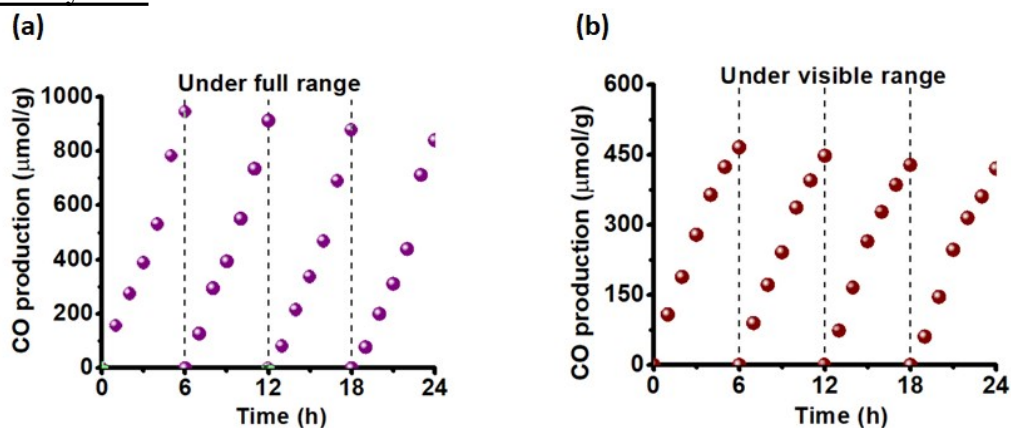 (a)
(b)
Under full range
Under visible range
1000
800
600
400
200
0
CO production (μmol/g)
0 6 12 18 24
Time (h)
600
450
300
150
0
CO production (μmol/g)
0 6 12 18 24
Time (h)